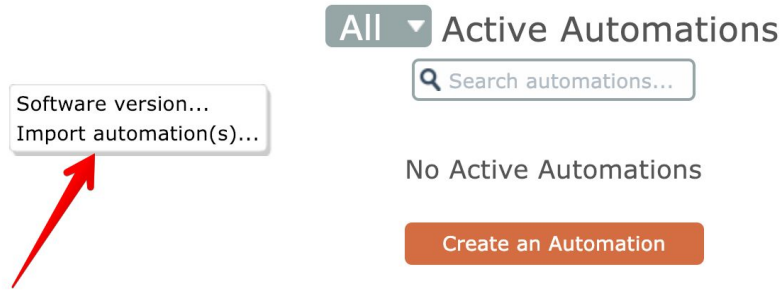 All Active Automations
Search automations...
Software version...
Import automation(s)...
No Active Automations
Create an Automation